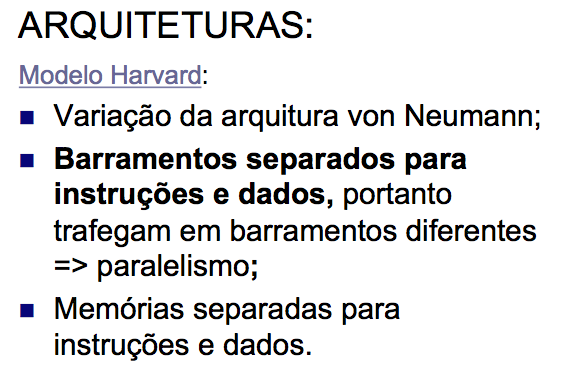 ARQUITETURAS:
Modelo Harvard:
■ Variação da arquitura von Neumann;
■ Barramentos separados para
instruções e dados, portanto
trafegam em barramentos diferentes
=> paralelismo;
■ Memórias separadas para
instruções e dados.